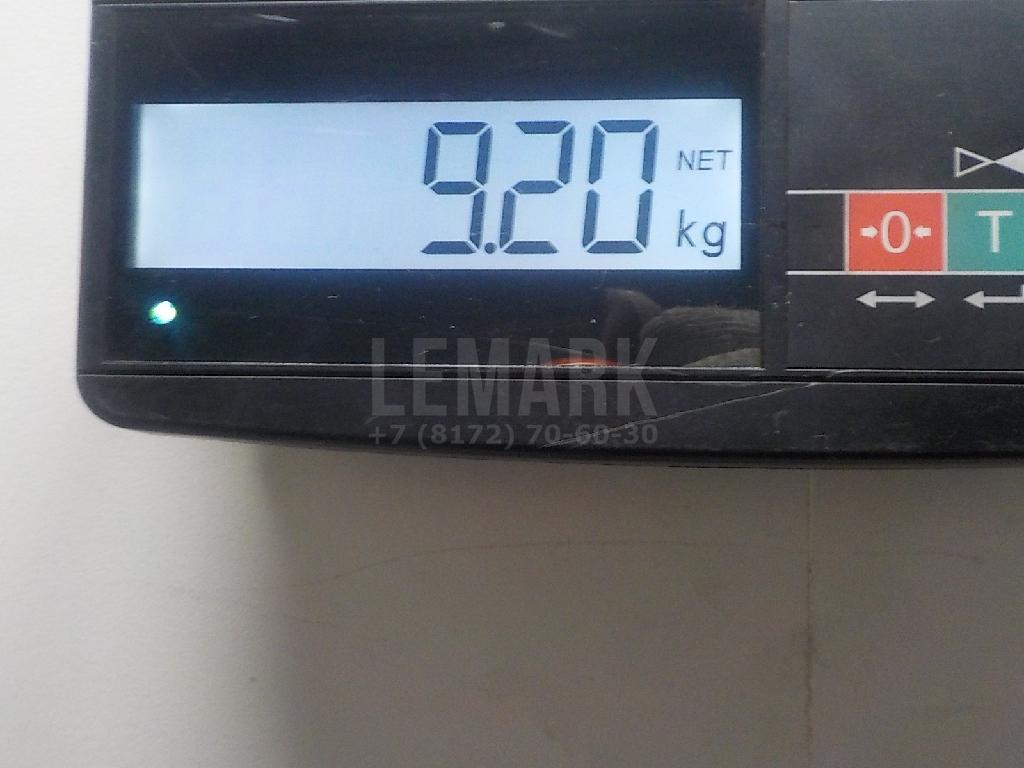 9.20
NET
kg
0
T
LEMARK
+7 (8172) 70-60-30